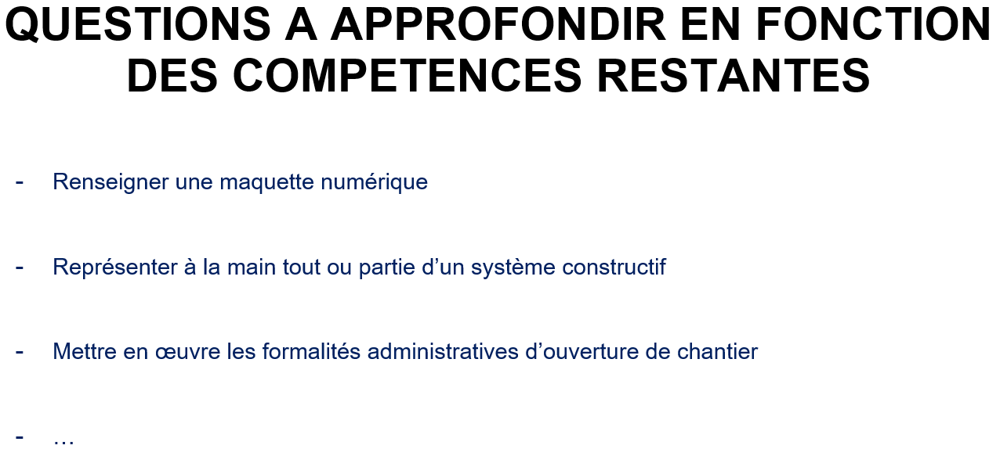 QUESTIONS A APPROFONDIR EN FONCTION
DES COMPETENCES RESTANTES
- Renseigner une maquette numérique
- Représenter à la main tout ou partie d’un système constructif
- Mettre en œuvre les formalités administratives d’ouverture de chantier
- …